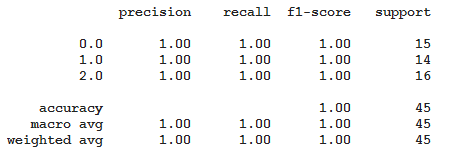 precision recall f1-score support
0.0 1.00 1.00 1.00 15
1.0 1.00 1.00 1.00 14
2.0 1.00 1.00 1.00 16
accuracy 1.00 45
macro avg 1.00 1.00 1.00 45
weighted avg 1.00 1.00 1.00 45